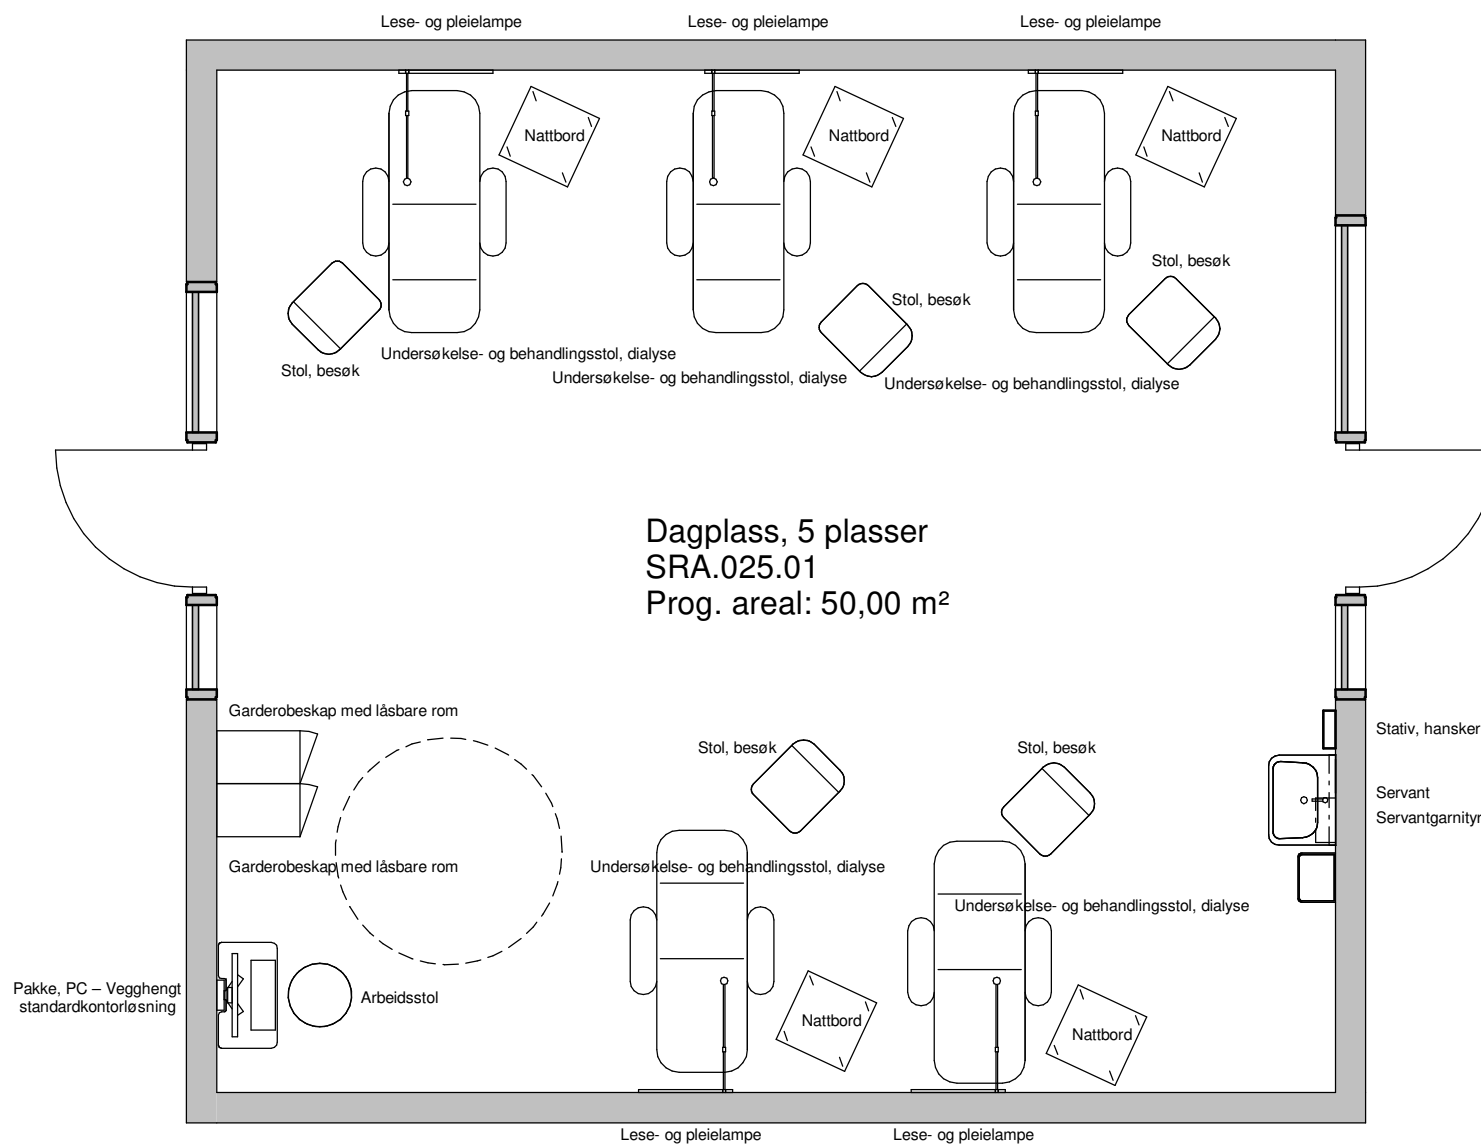 Lese- og pleielampe
Lese- og pleielampe
Lese- og pleielampe
Nattbord
Nattbord
Nattbord
Stol, besøk
Stol, besøk
Stol, besøk
Undersøkelse- og behandlingsstol, dialyse
Undersøkelse- og behandlingsstol, dialyse
Undersøkelse- og behandlingsstol, dialyse
Dagplass, 5 plasser
SRA.025.01
Prog. areal: 50,00 m²
Garderobeskap med låsbare rom
Stol, besøk
Stol, besøk
Stativ, hansker
Servant
Servantgarnityr
Garderobeskap med låsbare rom
Undersøkelse- og behandlingsstol, dialyse
Undersøkelse- og behandlingsstol, dialyse
Pakke, PC – Vegghengt
standardkontorløsning
Arbeidsstol
Nattbord
Nattbord
Lese- og pleielampe
Lese- og pleielampe